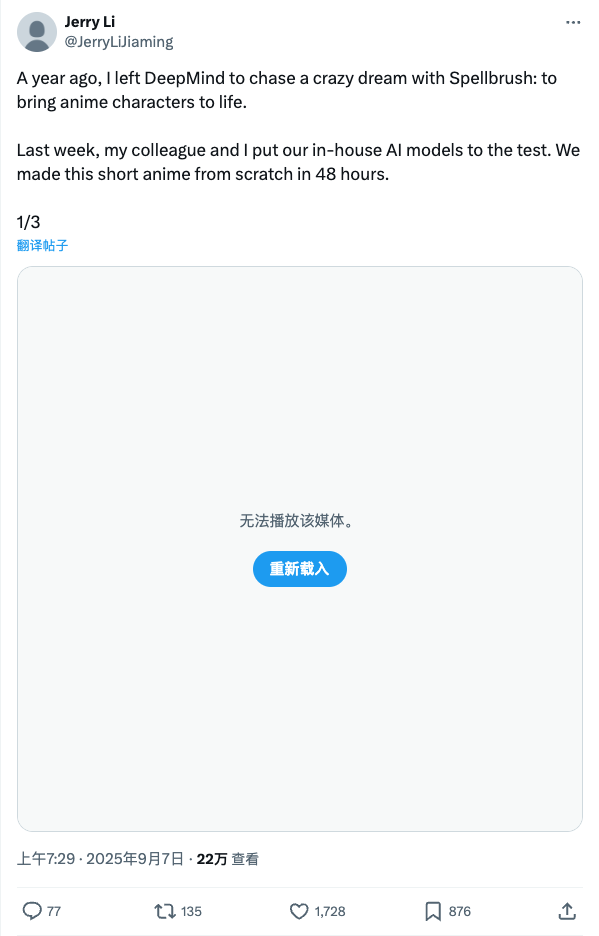 Jerry Li
@JerryLiJiaming
A year ago, I left DeepMind to chase a crazy dream with Spellbrush: to
bring anime characters to life.
Last week, my colleague and I put our in-house AI models to the test. We
made this short anime from scratch in 48 hours.
1/3
翻译帖子
无法播放该媒体。
重新载入
上午7:29 · 2025年9月7日 · 22万 查看
77 135 1,728 876